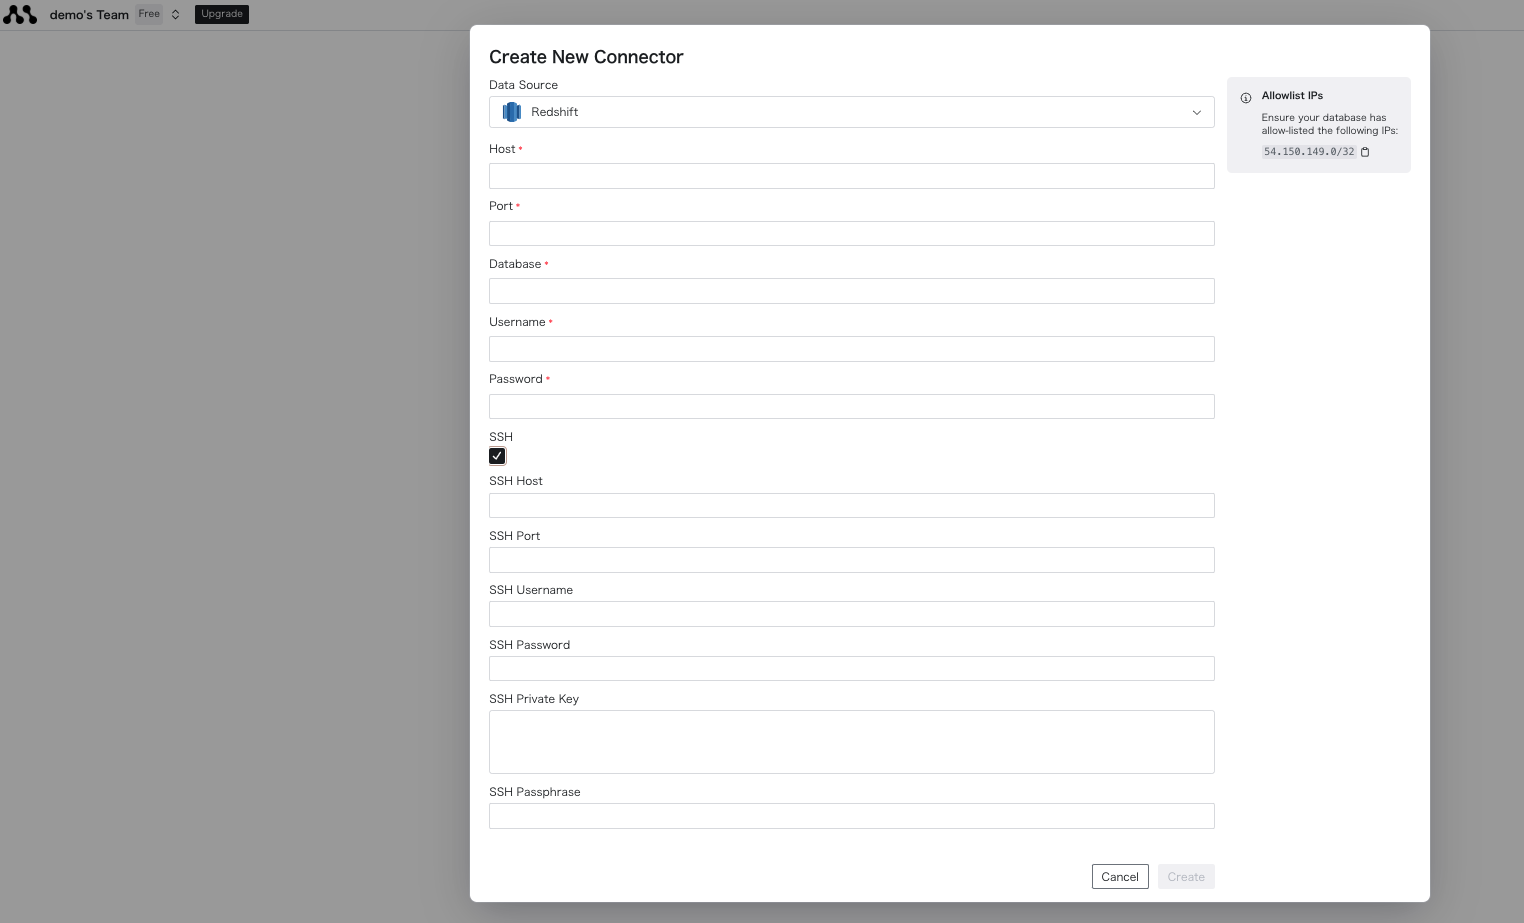 demo's Team Free Upgrade
Create New Connector
Data Source
Redshift
Host *
Port *
Database *
Username *
Password *
SSH
SSH Host
SSH Port
SSH Username
SSH Password
SSH Private Key
SSH Passphrase
Cancel Create
Allowlist IPs
Ensure your database has
allow-listed the following IPs:
54.150.149.0/32